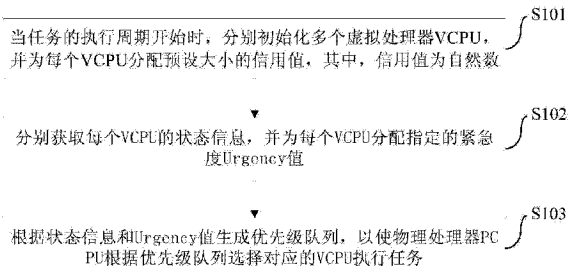 S101
当任务的执行周期开始时，分别初始化多个虚拟处理器VCPU，
并为每个VCPU分配预设大小的信用值，其中，信用值为自然数
S102
分别获取每个VCPU的状态信息，并为每个VCPU分配指定的紧急
度Urgency值
S103
根据状态信息和Urgency值生成优先级队列，以使物理处理器PC
PU根据优先级队列选择对应的VCPU执行任务